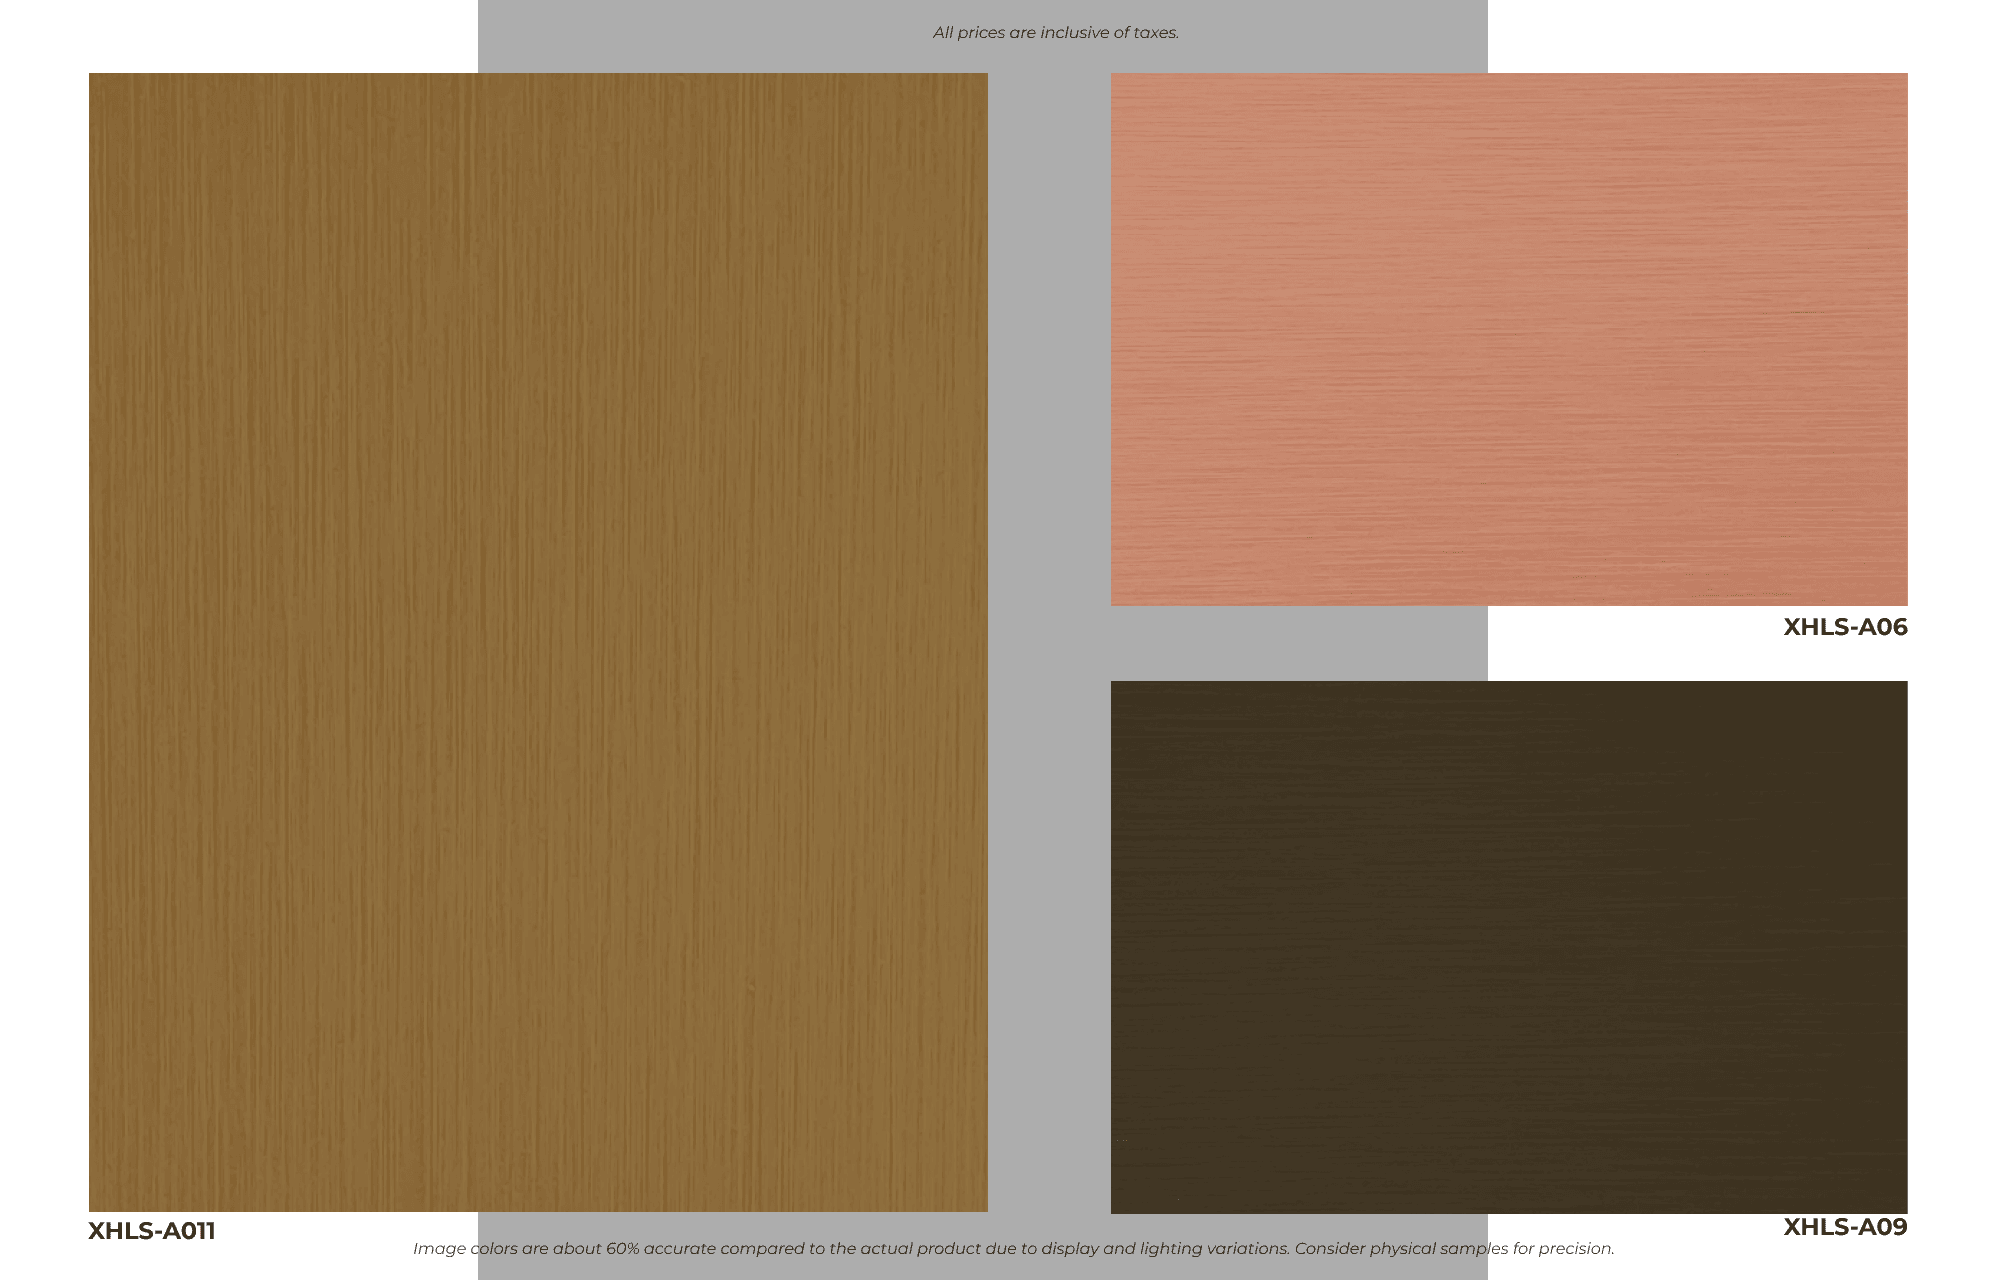 All prices are inclusive of taxes.
XHLS-A06
XHLS-A011
XHLS-A09
Image colors are about 60% accurate compared to the actual product due to display and lighting variations. Consider physical samples for precision.